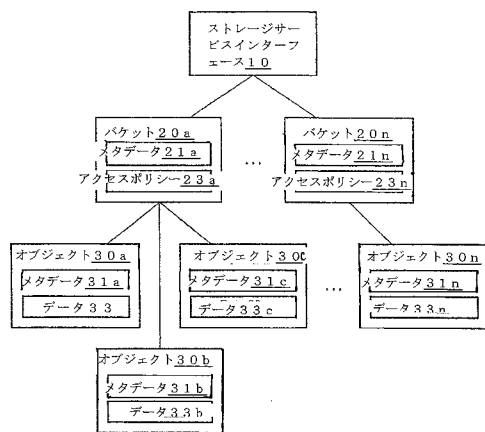 ストレージサー
ビスインターフ
ェース10
バケット20a
メタデータ21a
アクセスポリシー23a
...
バケット20n
メタデータ21n
アクセスポリシー23n
オブジェクト30a
メタデータ31a
データ33
オブジェクト30c
メタデータ31c
データ33c
...
オブジェクト30n
メタデータ31n
データ33n
オブジェクト30b
メタデータ31b
データ33b